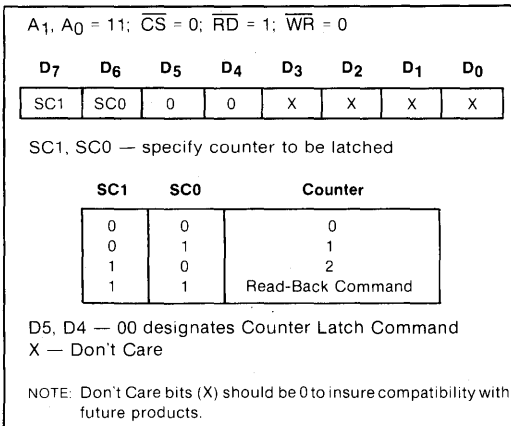 A1, A0 = 11; C̅S̅ = 0; R̅D̅ = 1; W̅R̅ = 0
D7 D6 D5 D4 D3 D2 D1 D0
SC1 SC0 0 0 X X X X
SC1, SC0 — specify counter to be latched
SC1 SC0 Counter
0 0 0
0 1 1
1 0 2
1 1 Read-Back Command
D5, D4 — 00 designates Counter Latch Command
X — Don't Care
NOTE: Don't Care bits (X) should be 0 to insure compatibility with
future products.